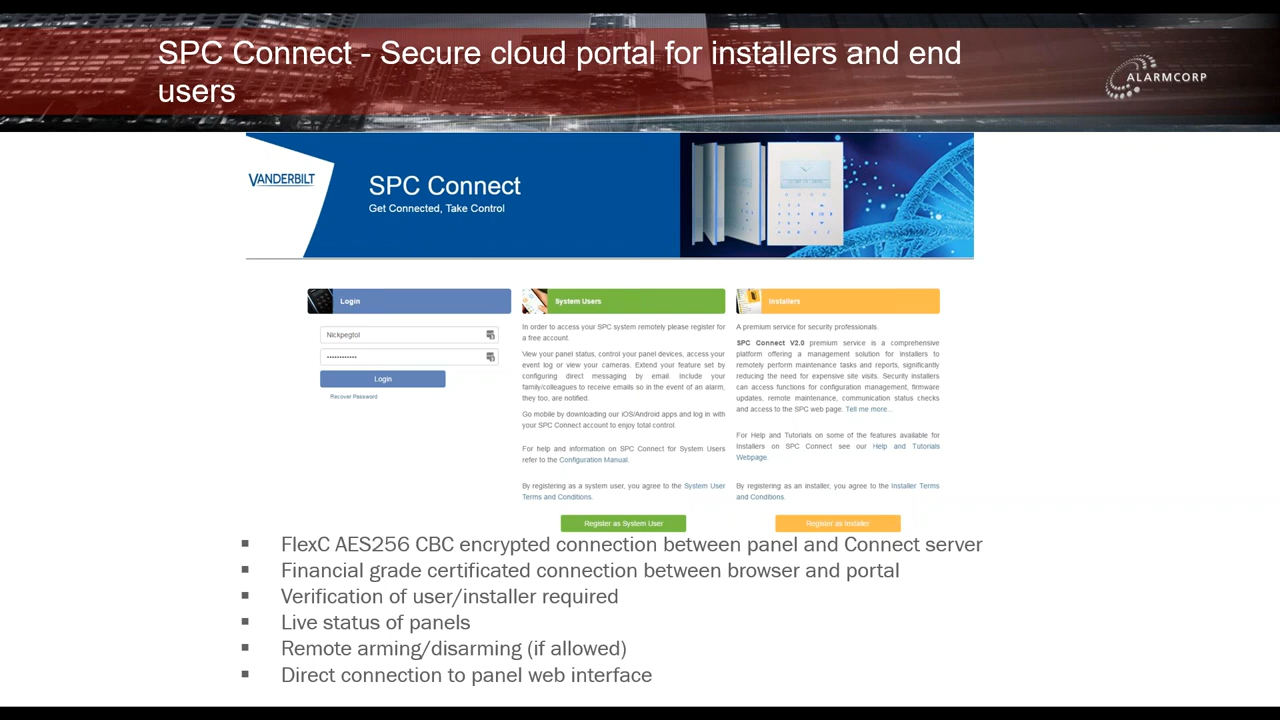 SPC Connect - Secure cloud portal for installers and end
users
ALARMCORP
VANDERBILT
SPC Connect
Get Connected, Take Control
Login
Nickpegtol
••••••••••••
Login
Recover Password
System Users
In order to access your SPC system remotely please register for
a free account.
View your panel status, control your panel devices, access your
event log or view your cameras. Extend your feature set by
configuring direct messaging by email. Include your
family/colleagues to receive emails so in the event of an alarm,
they too, are notified.
Go mobile by downloading our iOS/Android apps and log in with
your SPC Connect account to enjoy total control.
For help and information on SPC Connect for System Users
refer to the Configuration Manual.
By registering as a system user, you agree to the System User
Terms and Conditions.
Register as System User
Installers
A premium service for security professionals.
SPC Connect V2.0 premium service is a comprehensive
platform offering a management solution for installers to
remotely perform maintenance tasks and reports, significantly
reducing the need for expensive site visits. Security installers
can access functions for configuration management, firmware
updates, remote maintenance, communication status checks
and access to the SPC web page. Tell me more...
For Help and Tutorials on some of the features available for
Installers on SPC Connect see our Help and Tutorials
Webpage.
By registering as an installer, you agree to the Installer Terms
and Conditions.
Register as Installer
▪ FlexC AES256 CBC encrypted connection between panel and Connect server
▪ Financial grade certificated connection between browser and portal
▪ Verification of user/installer required
▪ Live status of panels
▪ Remote arming/disarming (if allowed)
▪ Direct connection to panel web interface